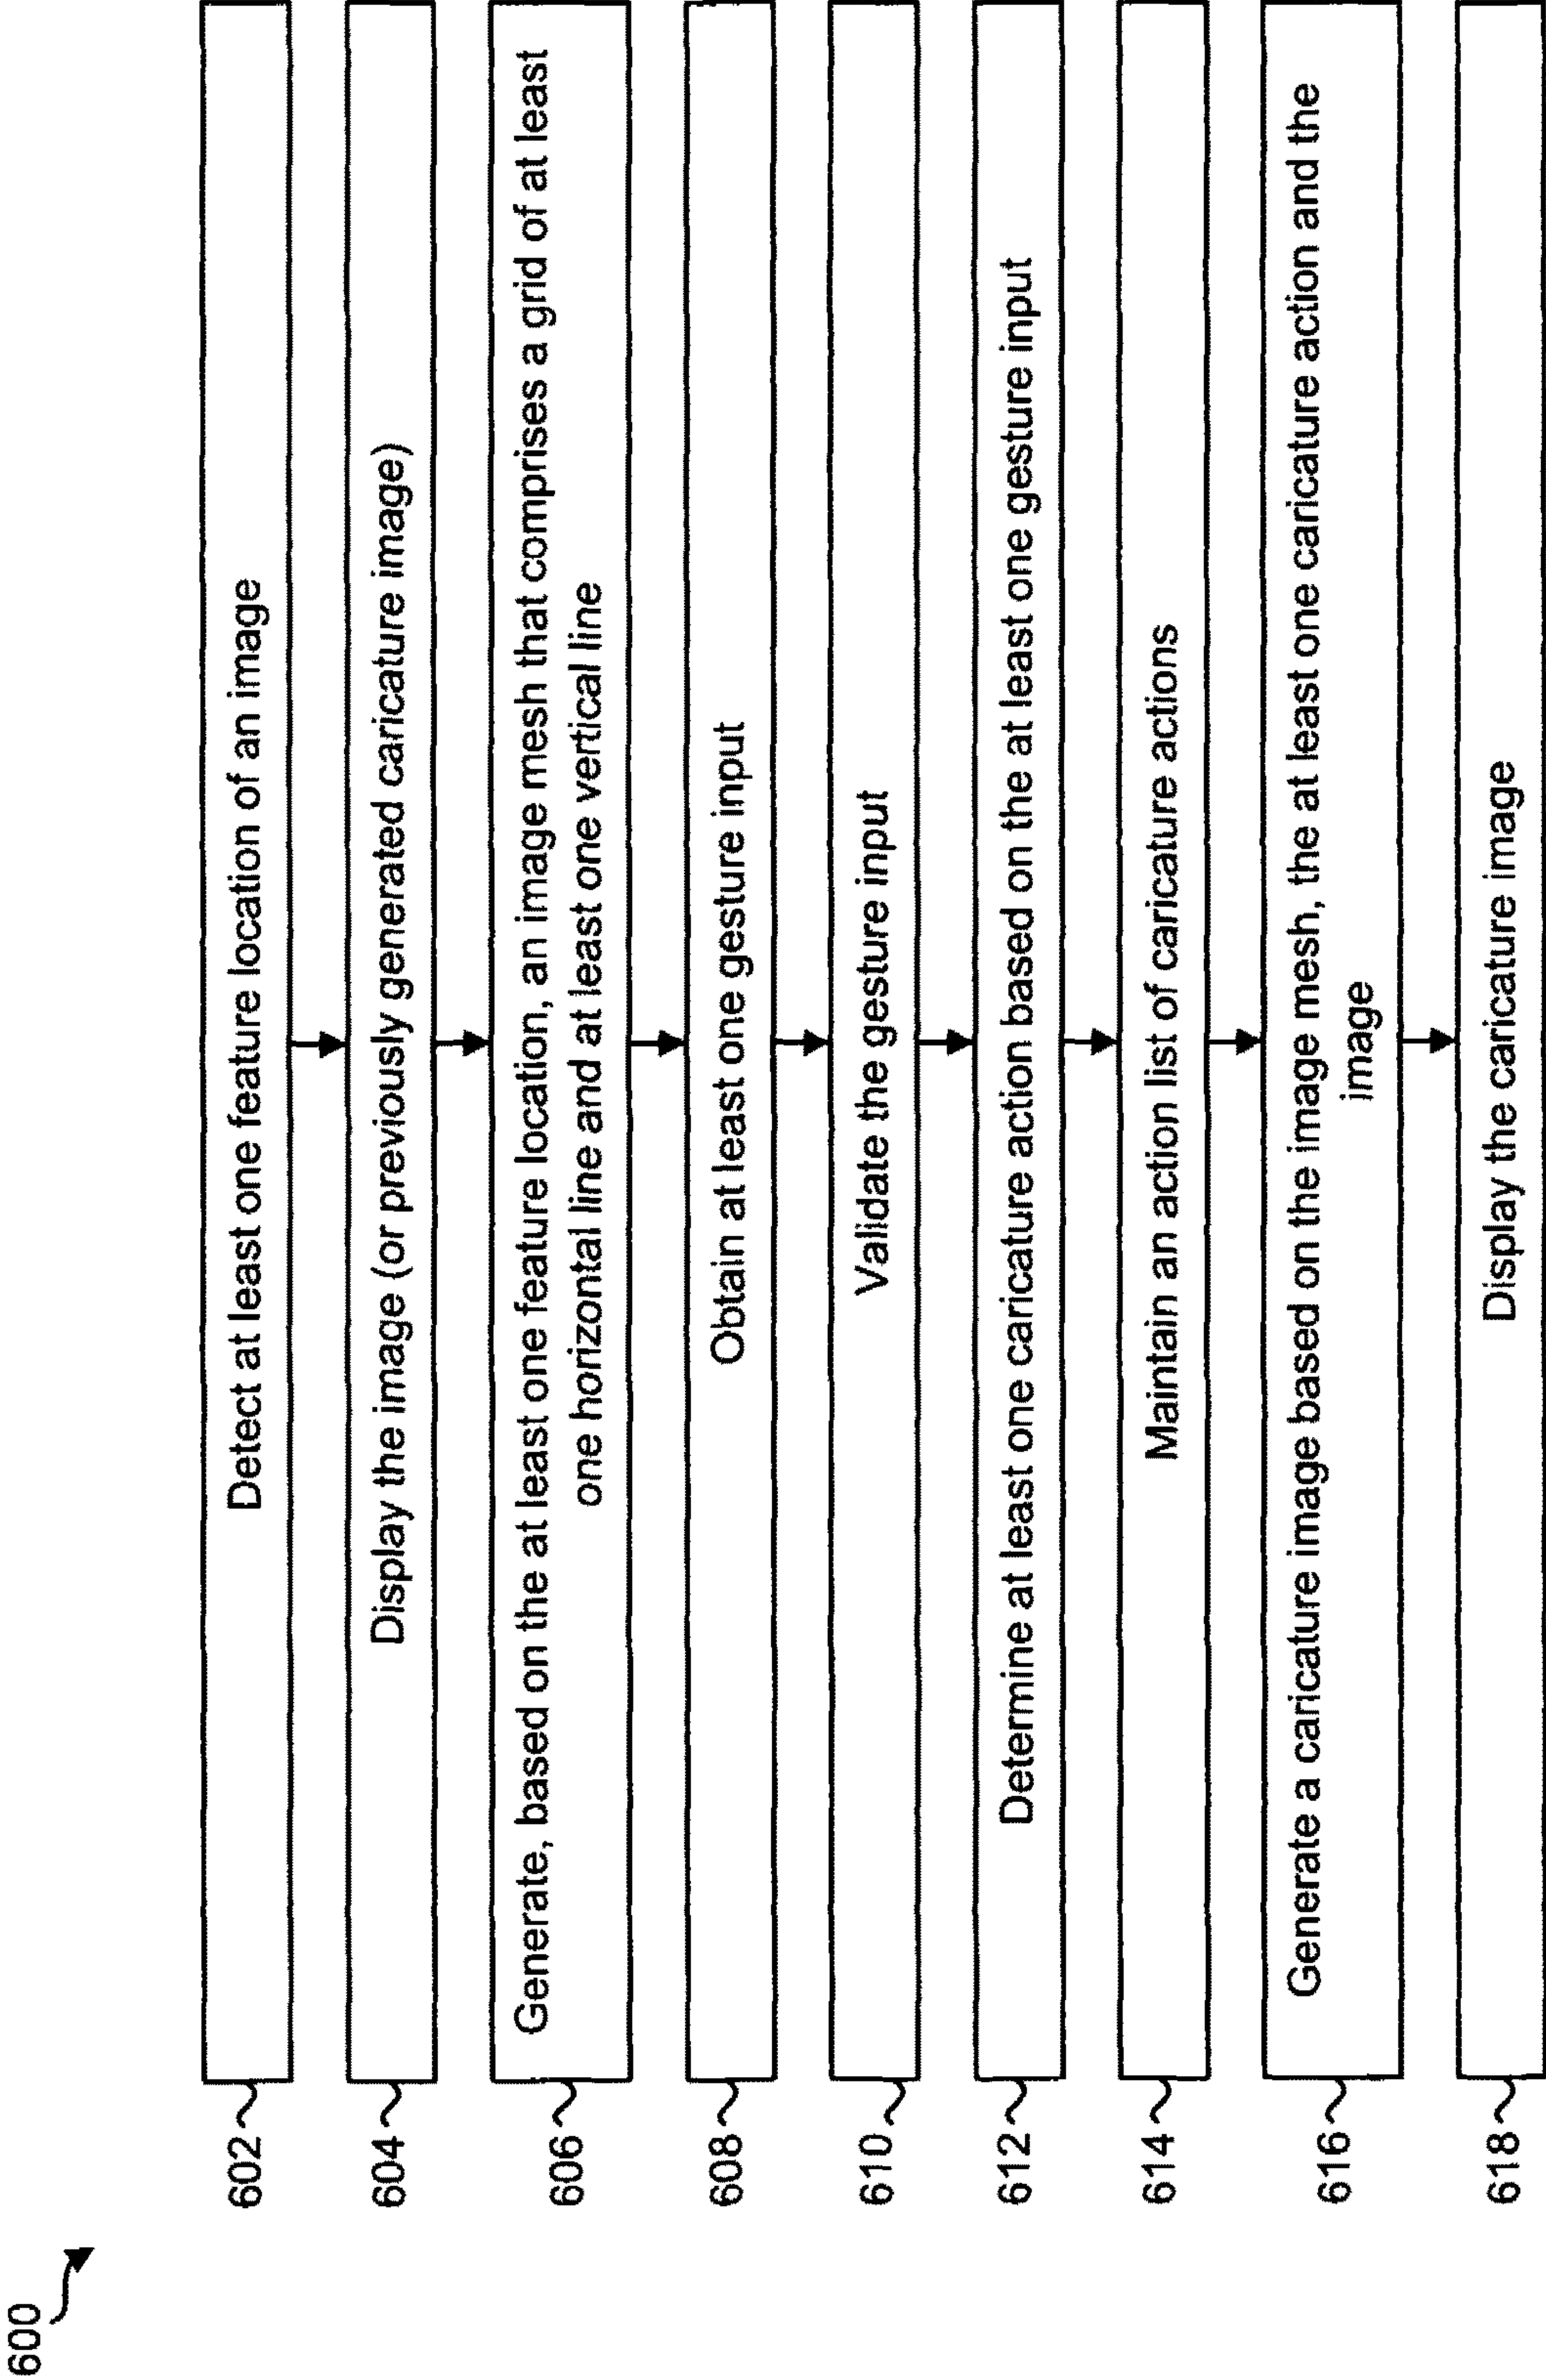 600
602
Detect at least one feature location of an image
604
Display the image (or previously generated caricature image)
606
Generate, based on the at least one feature location, an image mesh that comprises a grid of at least
one horizontal line and at least one vertical line
608
Obtain at least one gesture input
610
Validate the gesture input
612
Determine at least one caricature action based on the at least one gesture input
614
Maintain an action list of caricature actions
616
Generate a caricature image based on the image mesh, the at least one caricature action and the
image
618
Display the caricature image